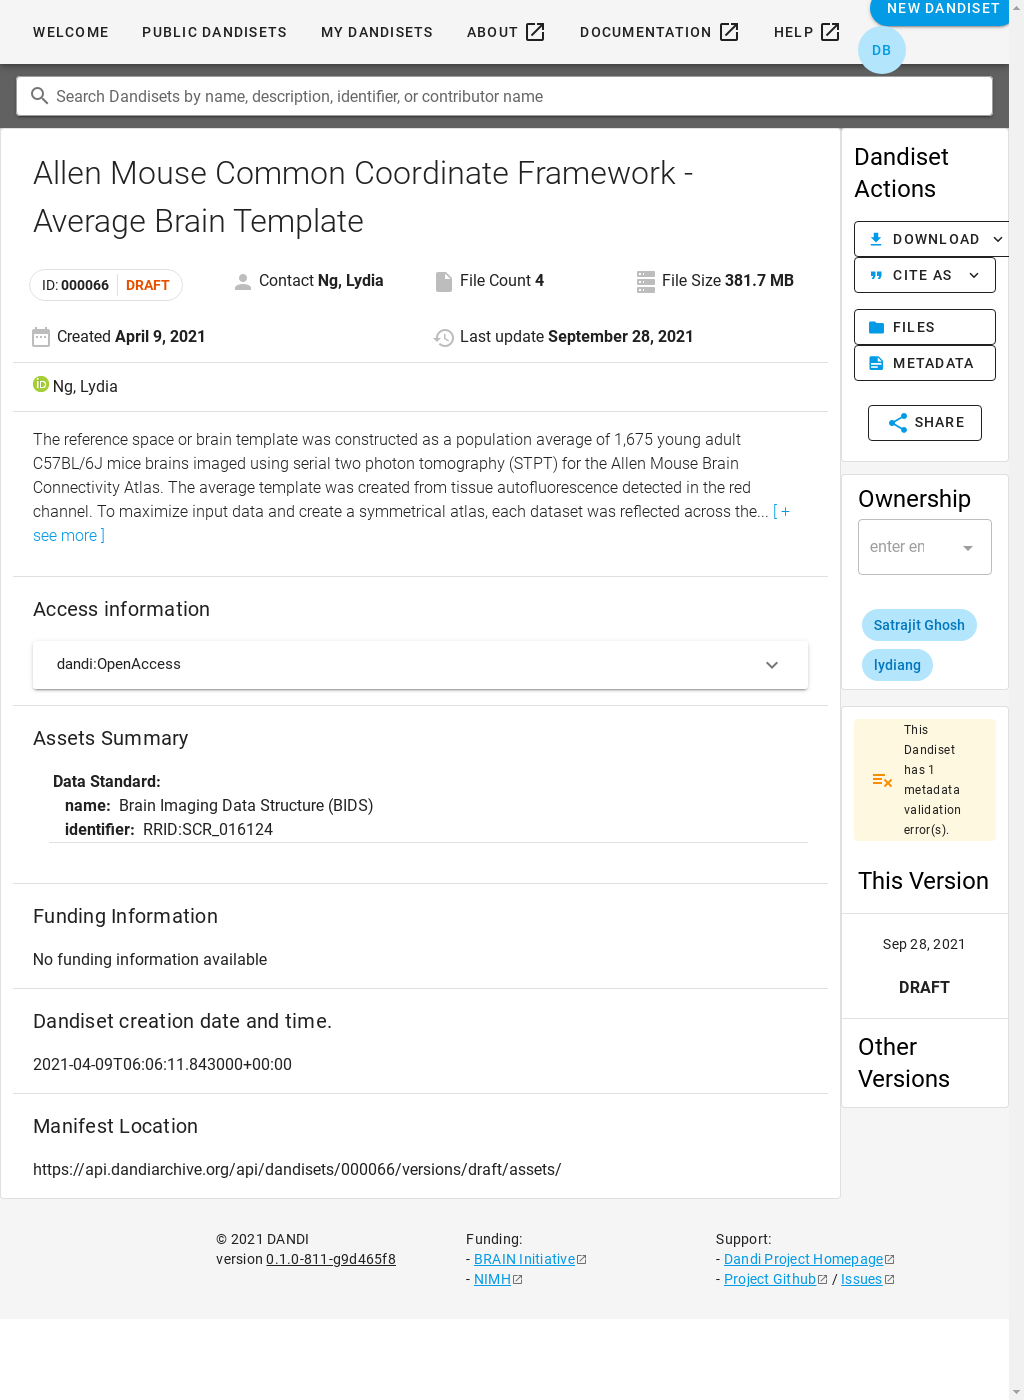 WELCOME PUBLIC DANDISETS MY DANDISETS ABOUT DOCUMENTATION HELP NEW DANDISET
DB
Search Dandisets by name, description, identifier, or contributor name
Allen Mouse Common Coordinate Framework -
Average Brain Template
ID: 000066 DRAFT
Contact Ng, Lydia
File Count 4
File Size 381.7 MB
Created April 9, 2021
Last update September 28, 2021
Ng, Lydia
The reference space or brain template was constructed as a population average of 1,675 young adult
C57BL/6J mice brains imaged using serial two photon tomography (STPT) for the Allen Mouse Brain
Connectivity Atlas. The average template was created from tissue autofluorescence detected in the red
channel. To maximize input data and create a symmetrical atlas, each dataset was reflected across the... [ +
see more ]
Access information
dandi:OpenAccess
Assets Summary
Data Standard:
name: Brain Imaging Data Structure (BIDS)
identifier: RRID:SCR_016124
Funding Information
No funding information available
Dandiset creation date and time.
2021-04-09T06:06:11.843000+00:00
Manifest Location
https://api.dandiarchive.org/api/dandisets/000066/versions/draft/assets/
Dandiset
Actions
DOWNLOAD
CITE AS
FILES
METADATA
SHARE
Ownership
enter en
Satrajit Ghosh
lydiang
This
Dandiset
has 1
metadata
validation
error(s).
This Version
Sep 28, 2021
DRAFT
Other
Versions
© 2021 DANDI
version 0.1.0-811-g9d465f8
Funding:
- BRAIN Initiative
- NIMH
Support:
- Dandi Project Homepage
- Project Github / Issues